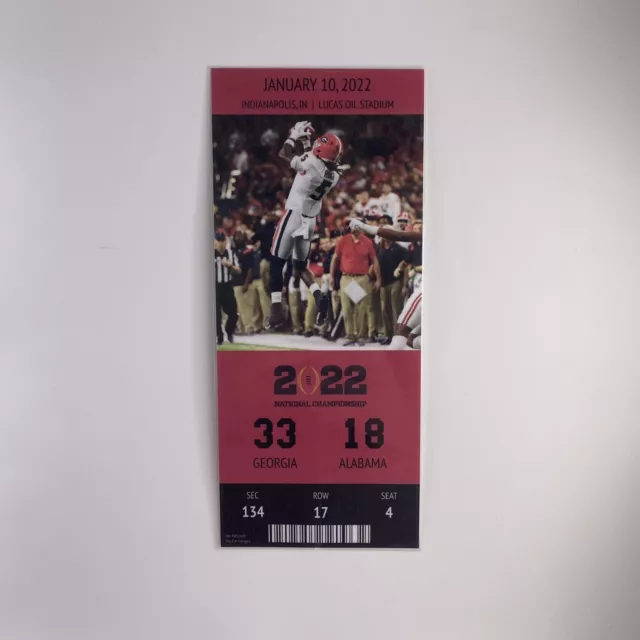 JANUARY 10, 2022
INDIANAPOLIS, IN | LUCAS OIL STADIUM
2022
NATIONAL CHAMPIONSHIP
33 18
GEORGIA ALABAMA
SEC ROW SEAT
134 17 4